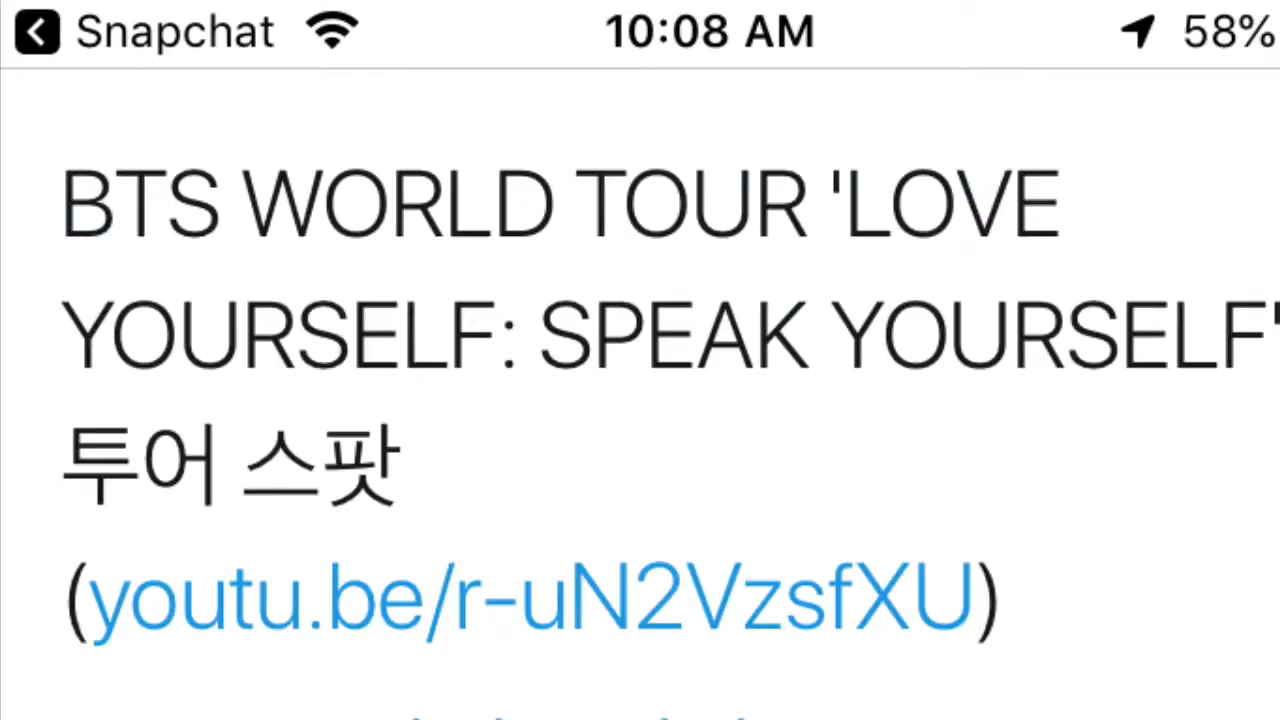 Snapchat 10:08 AM 58%
BTS WORLD TOUR 'LOVE
YOURSELF: SPEAK YOURSELF'
투어 스팟
(youtu.be/r-uN2VzsfXU)